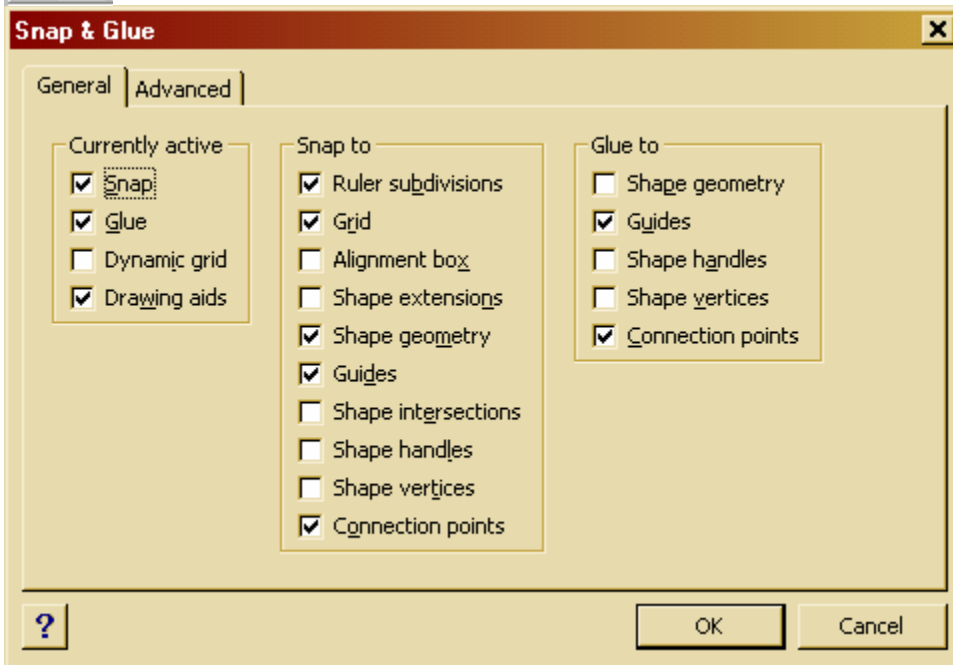 Snap & Glue
General
Advanced
Currently active
Snap
Glue
Dynamic grid
Drawing aids
Snap to
Ruler subdivisions
Grid
Alignment box
Shape extensions
Shape geometry
Guides
Shape intersections
Shape handles
Shape vertices
Connection points
Glue to
Shape geometry
Guides
Shape handles
Shape vertices
Connection points
?
OK
Cancel